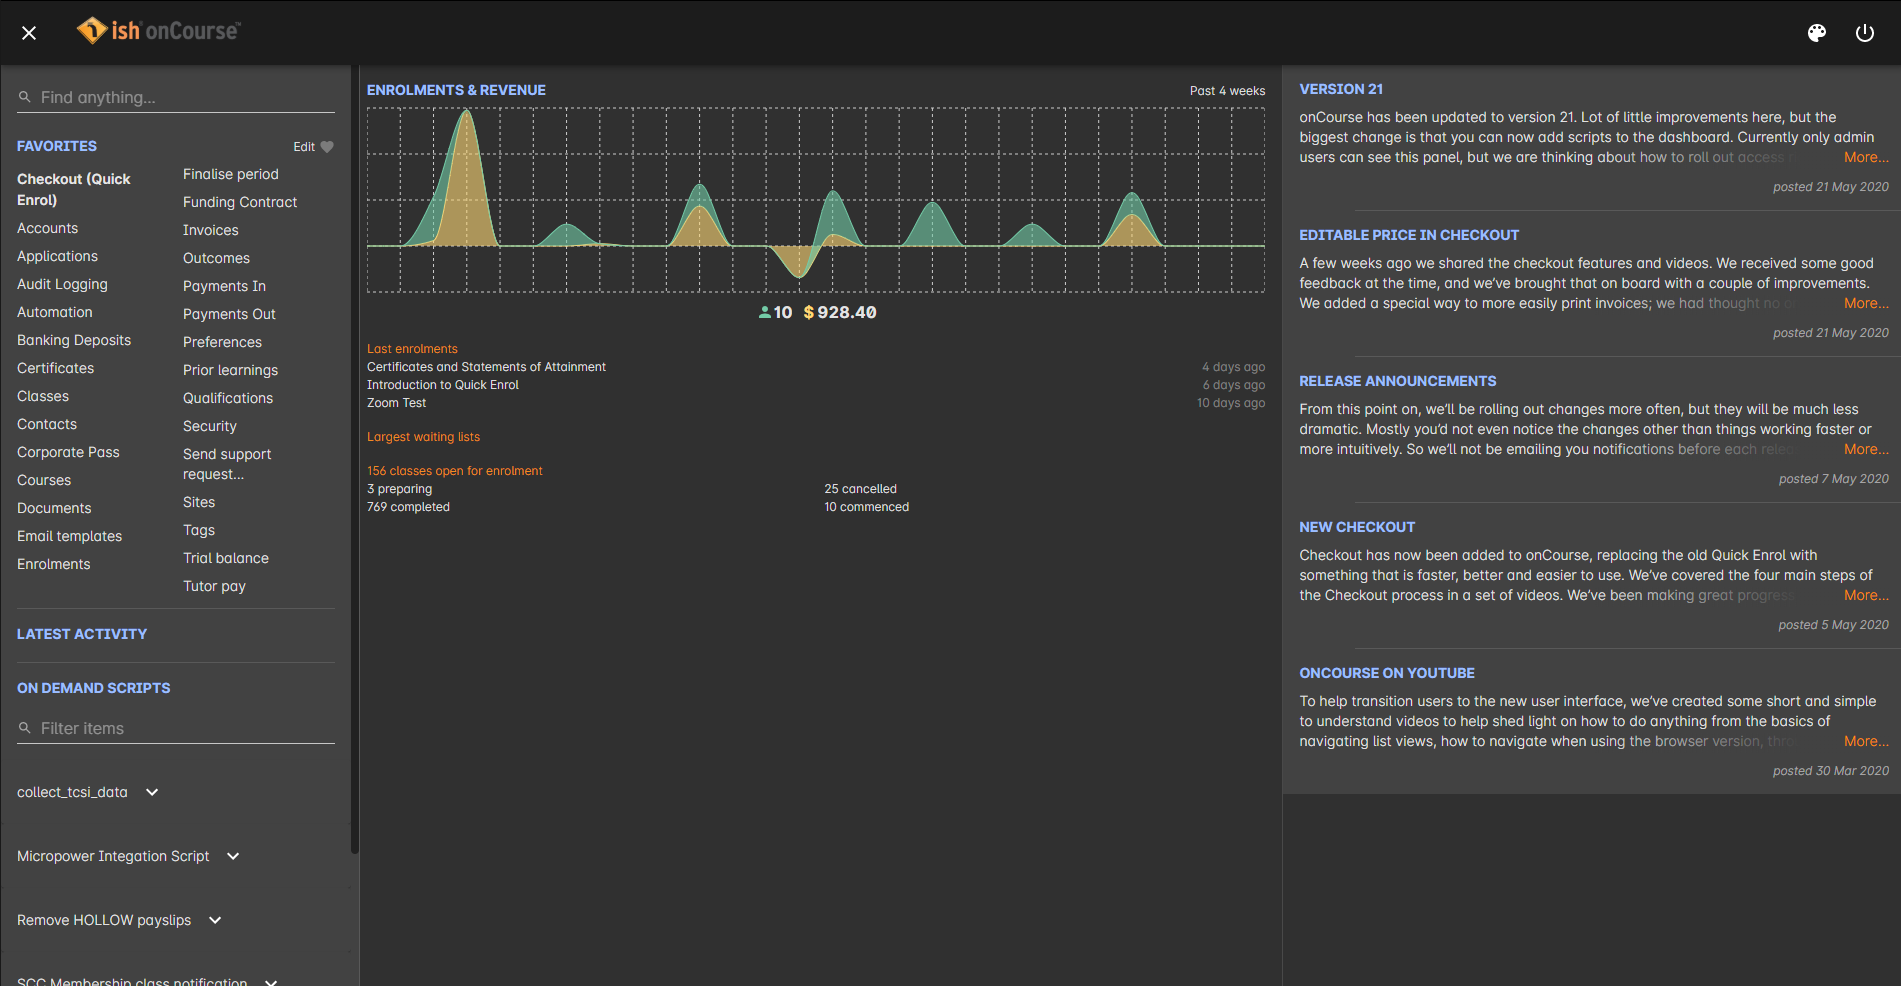 ish onCourse™
Find anything...
FAVORITES
Edit
Checkout (Quick
Enrol)
Accounts
Applications
Audit Logging
Automation
Banking Deposits
Certificates
Classes
Contacts
Corporate Pass
Courses
Documents
Email templates
Enrolments
Finalise period
Funding Contract
Invoices
Outcomes
Payments In
Payments Out
Preferences
Prior learnings
Qualifications
Security
Send support
request...
Sites
Tags
Trial balance
Tutor pay
LATEST ACTIVITY
ON DEMAND SCRIPTS
Filter items
collect_tcsi_data
Micropower Integation Script
Remove HOLLOW payslips
SCC Membership class notification
ENROLMENTS & REVENUE
Past 4 weeks
10 $ 928.40
Last enrolments
Certificates and Statements of Attainment 4 days ago
Introduction to Quick Enrol 6 days ago
Zoom Test 10 days ago
Largest waiting lists
156 classes open for enrolment
3 preparing 25 cancelled
769 completed 10 commenced
VERSION 21
onCourse has been updated to version 21. Lot of little improvements here, but the
biggest change is that you can now add scripts to the dashboard. Currently only admin
users can see this panel, but we are thinking about how to roll out access More...
posted 21 May 2020
EDITABLE PRICE IN CHECKOUT
A few weeks ago we shared the checkout features and videos. We received some good
feedback at the time, and we've brought that on board with a couple of improvements.
We added a special way to more easily print invoices; we had thought no More...
posted 21 May 2020
RELEASE ANNOUNCEMENTS
From this point on, we'll be rolling out changes more often, but they will be much less
dramatic. Mostly you'd not even notice the changes other than things working faster or
more intuitively. So we'll not be emailing you notifications before each More...
posted 7 May 2020
NEW CHECKOUT
Checkout has now been added to onCourse, replacing the old Quick Enrol with
something that is faster, better and easier to use. We've covered the four main steps of
the Checkout process in a set of videos. We've been making great progress More...
posted 5 May 2020
ONCOURSE ON YOUTUBE
To help transition users to the new user interface, we've created some short and simple
to understand videos to help shed light on how to do anything from the basics of
navigating list views, how to navigate when using the browser version, More...
posted 30 Mar 2020